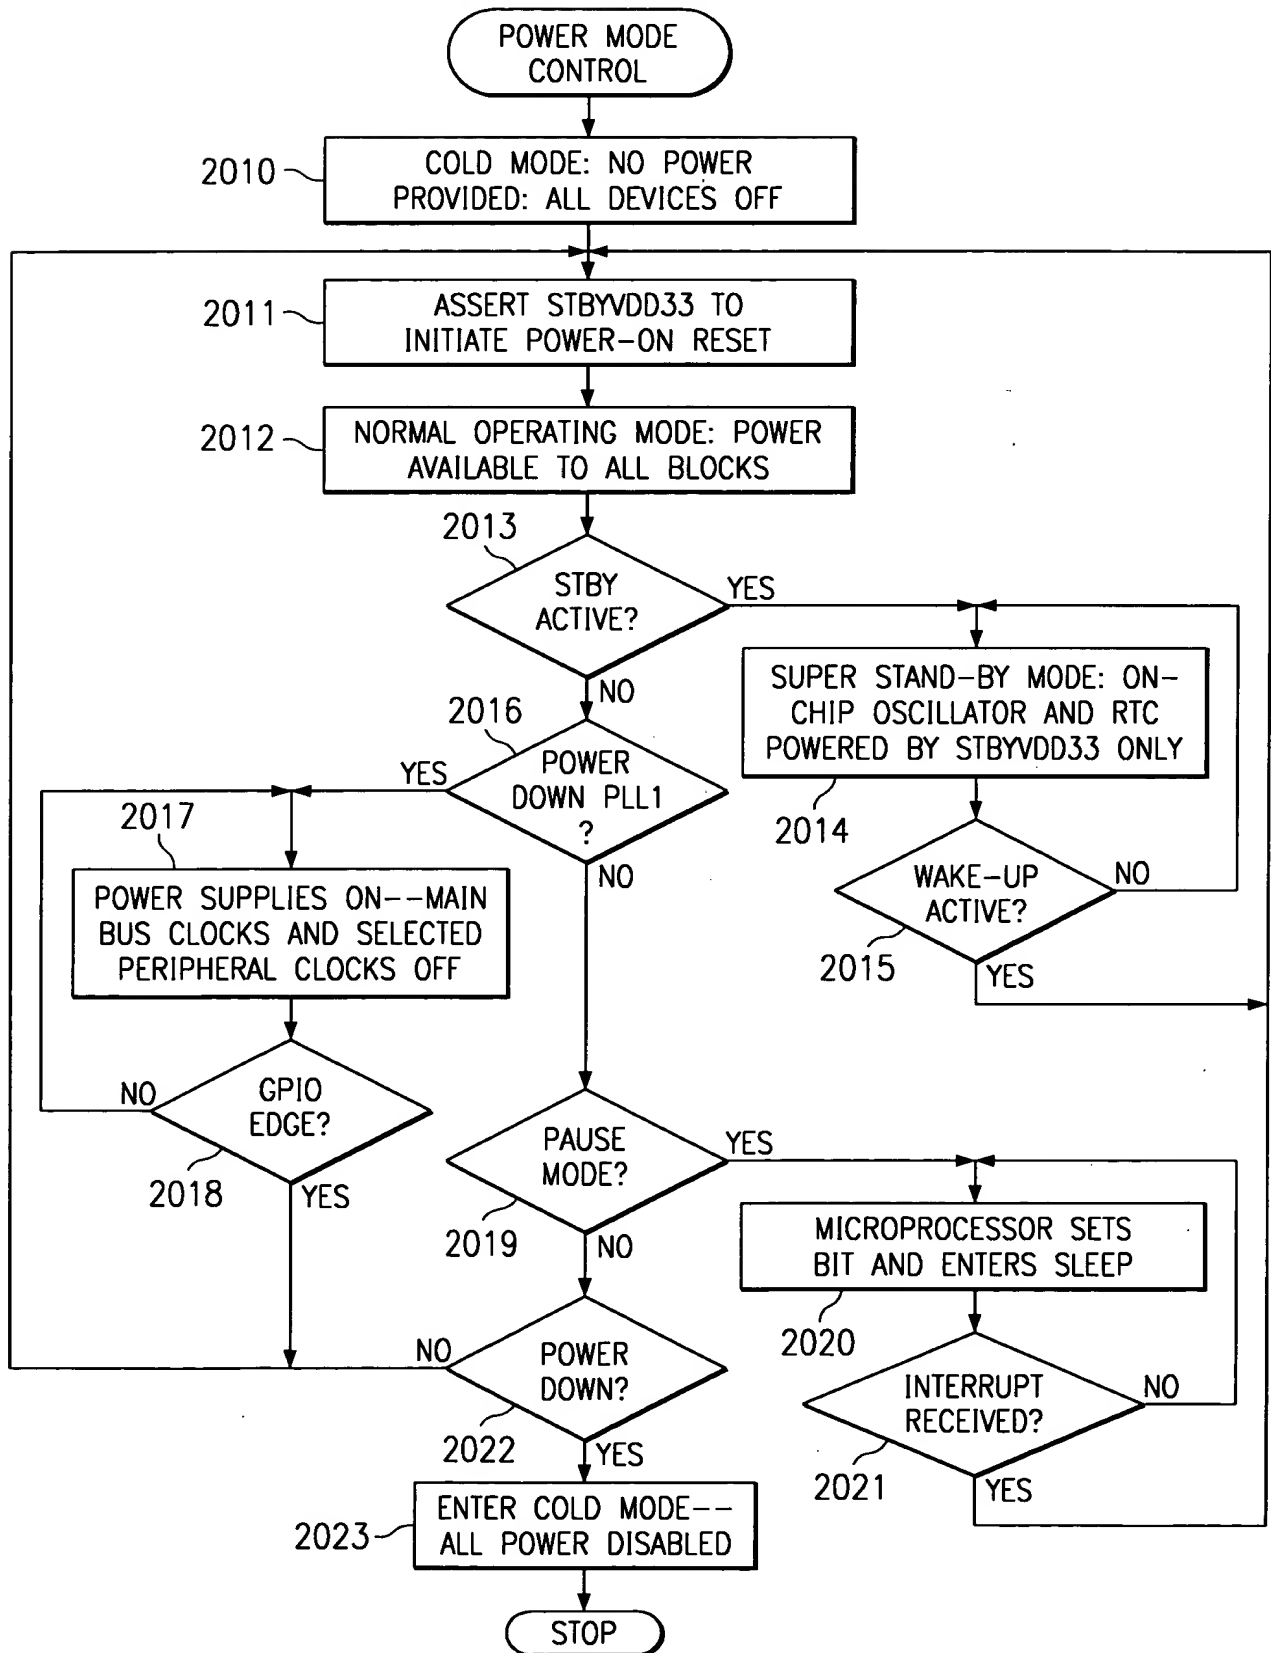 POWER MODE
CONTROL
2010
COLD MODE: NO POWER
PROVIDED: ALL DEVICES OFF
2011
ASSERT STBYVDD33 TO
INITIATE POWER-ON RESET
2012
NORMAL OPERATING MODE: POWER
AVAILABLE TO ALL BLOCKS
2013
STBY
ACTIVE?
YES
NO
SUPER STAND-BY MODE: ON-
CHIP OSCILLATOR AND RTC
POWERED BY STBYVDD33 ONLY
2014
2016
POWER
DOWN PLL1
?
YES
NO
WAKE-UP
ACTIVE?
NO
2015
YES
2017
POWER SUPPLIES ON--MAIN
BUS CLOCKS AND SELECTED
PERIPHERAL CLOCKS OFF
GPIO
EDGE?
NO
2018
YES
PAUSE
MODE?
YES
2019
NO
MICROPROCESSOR SETS
BIT AND ENTERS SLEEP
2020
INTERRUPT
RECEIVED?
NO
2021
YES
POWER
DOWN?
NO
2022
YES
2023
ENTER COLD MODE--
ALL POWER DISABLED
STOP